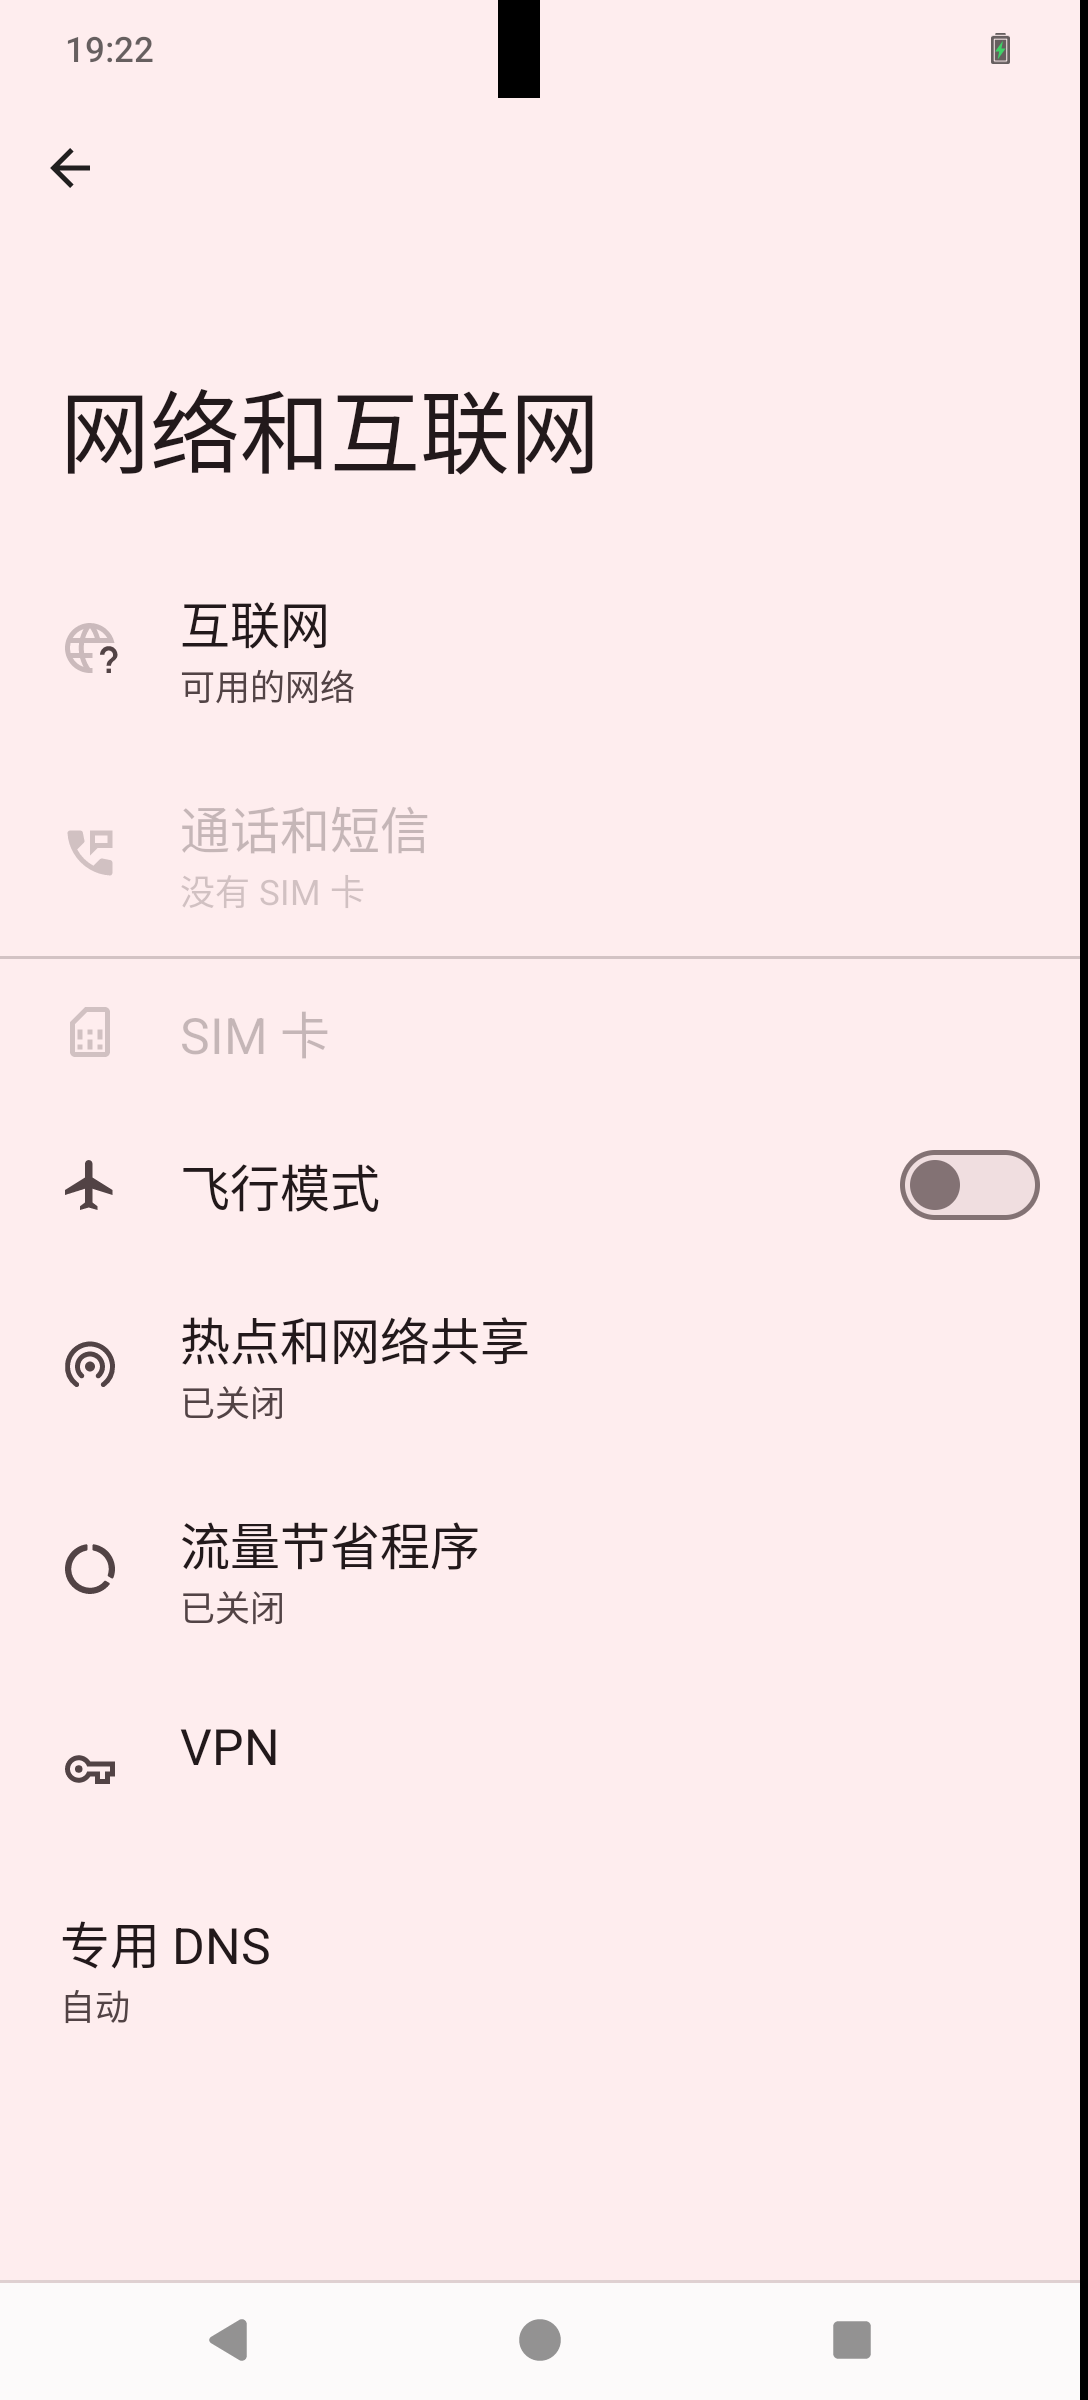 19:22
网络和互联网
互联网
可用的网络
通话和短信
没有 SIM 卡
SIM 卡
飞行模式
热点和网络共享
已关闭
流量节省程序
已关闭
VPN
专用 DNS
自动